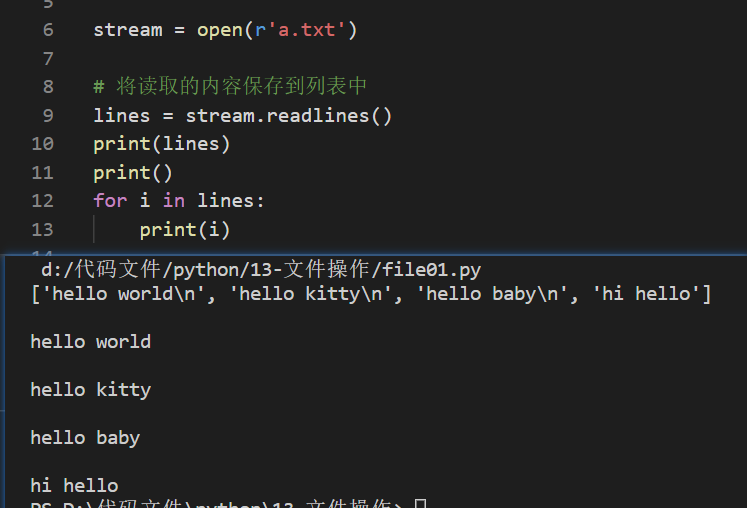 6 stream = open(r'a.txt')
7
8 # 将读取的内容保存到列表中
9 lines = stream.readlines()
10 print(lines)
11 print()
12 for i in lines:
13     print(i)
d:/代码文件/python/13-文件操作/file01.py
['hello world\n', 'hello kitty\n', 'hello baby\n', 'hi hello']
hello world
hello kitty
hello baby
hi hello
PS D:\代码文件\python\13-文件操作>